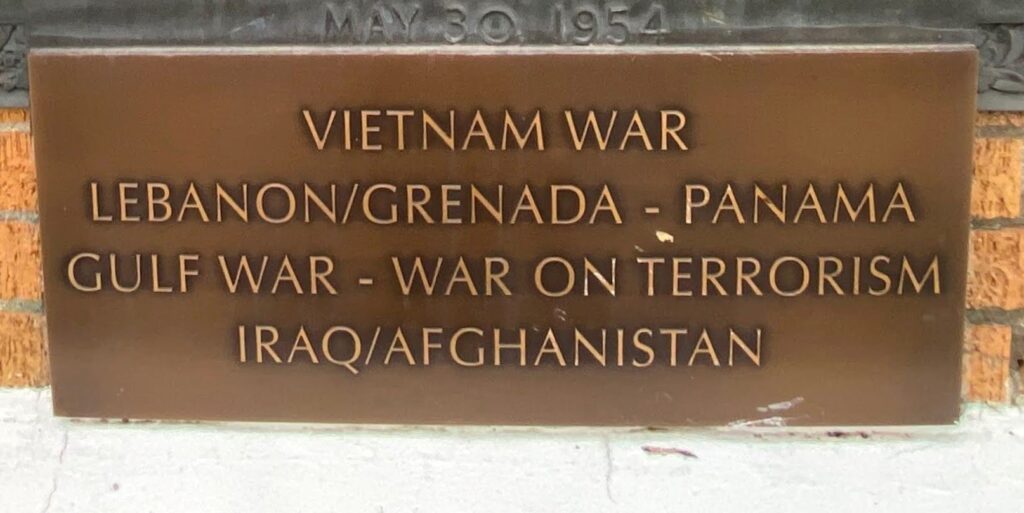 MAY 30, 1954
VIETNAM WAR
LEBANON/GRENADA - PANAMA
GULF WAR - WAR ON TERRORISM
IRAQ/AFGHANISTAN